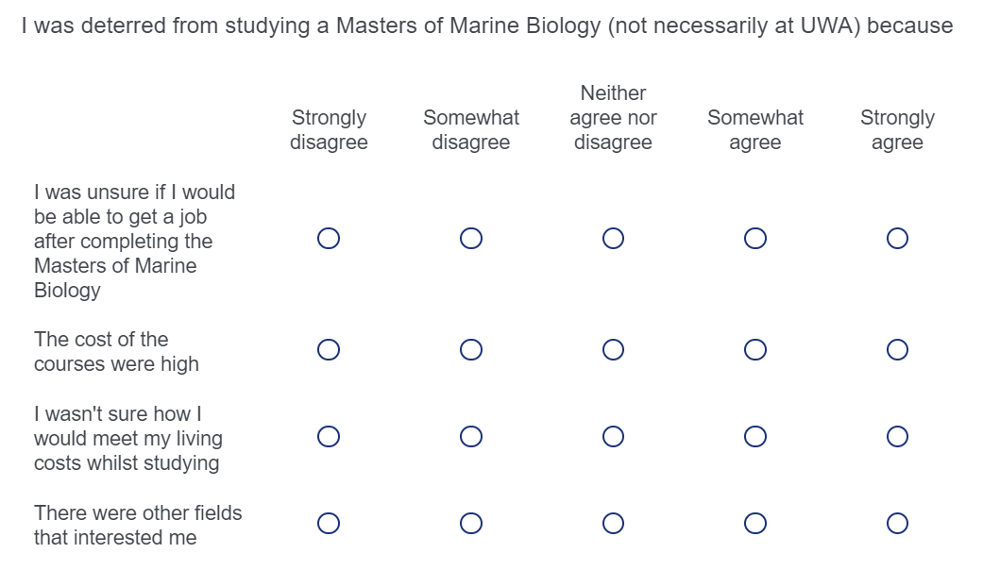 I was deterred from studying a Masters of Marine Biology (not necessarily at UWA) because
Strongly
disagree
Somewhat
disagree
Neither
agree nor
disagree
Somewhat
agree
Strongly
agree
I was unsure if I would
be able to get a job
after completing the
Masters of Marine
Biology
The cost of the
courses were high
I wasn't sure how I
would meet my living
costs whilst studying
There were other fields
that interested me